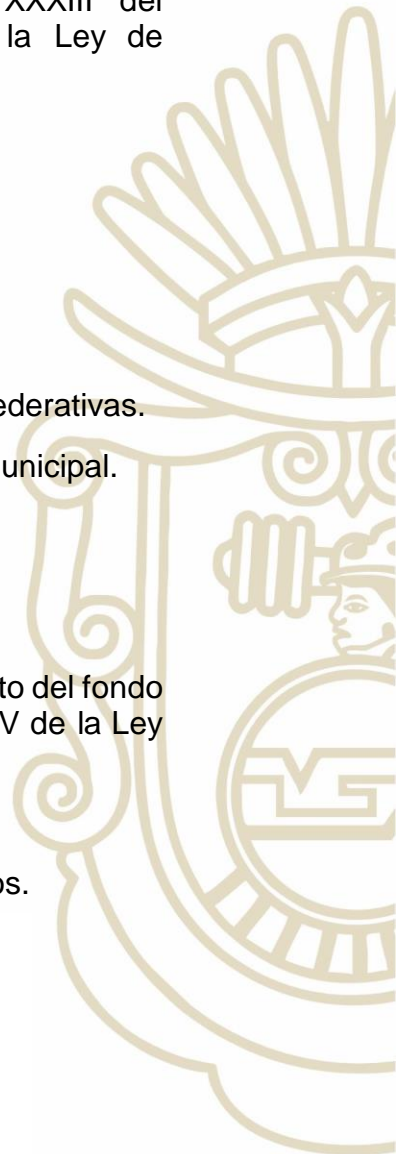 XXXIII del
la Ley de
ederativas.
unicipal.
to del fondo
V de la Ley
os.